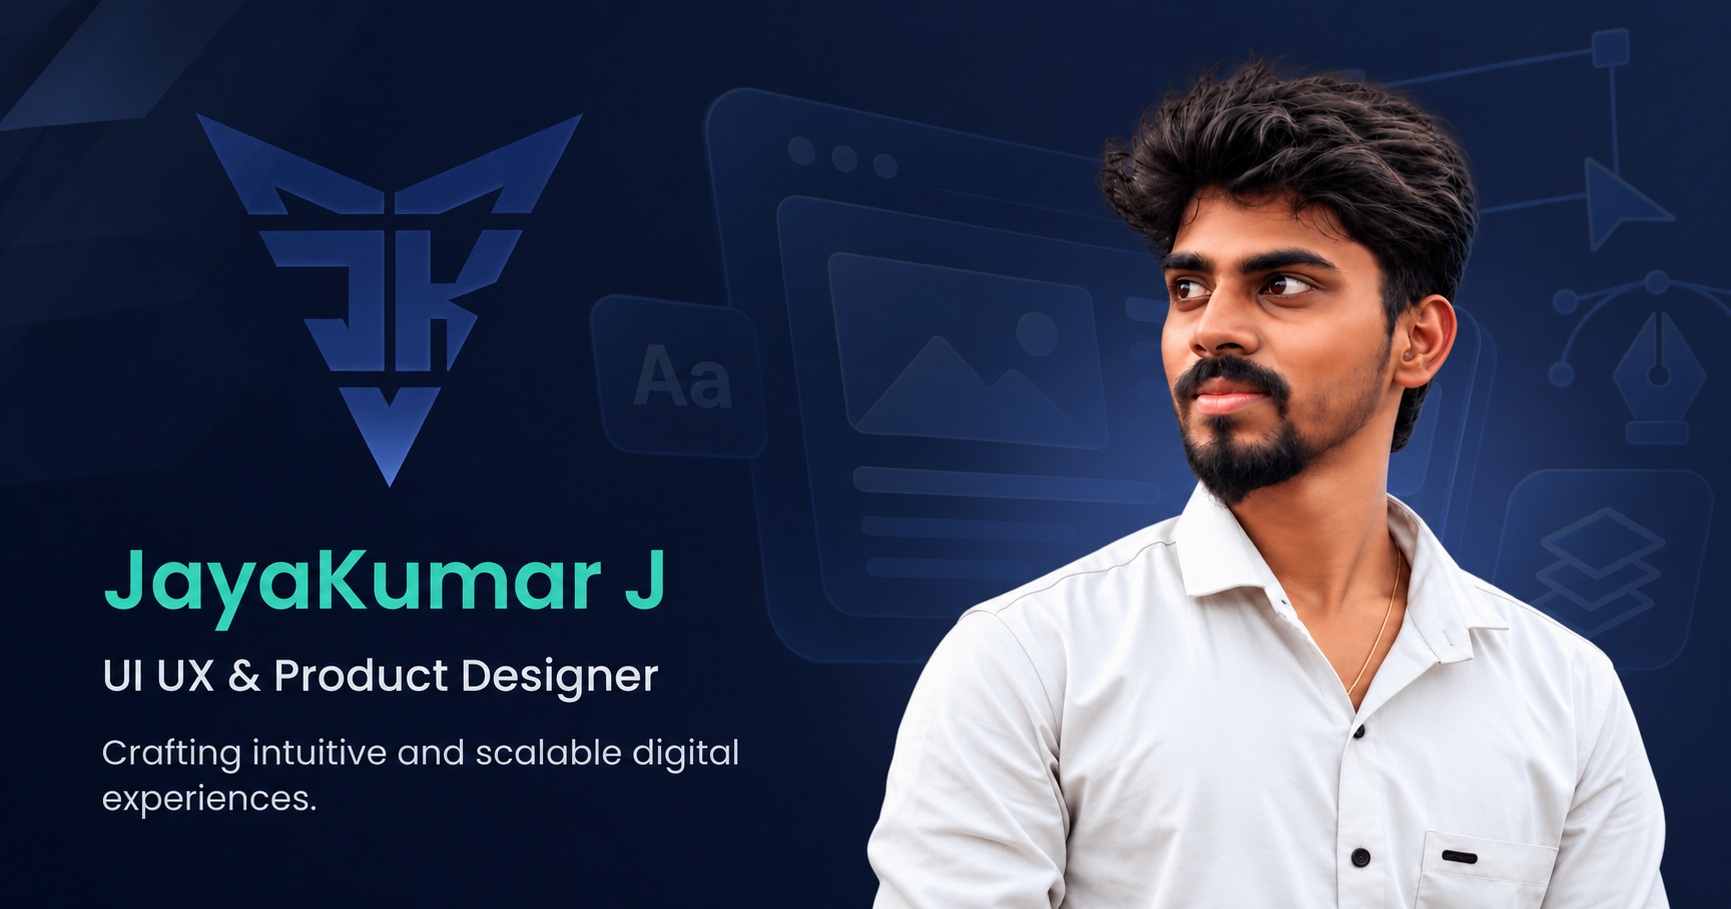 JK
Aa
JayaKumar J
UI UX & Product Designer
Crafting intuitive and scalable digital
experiences.